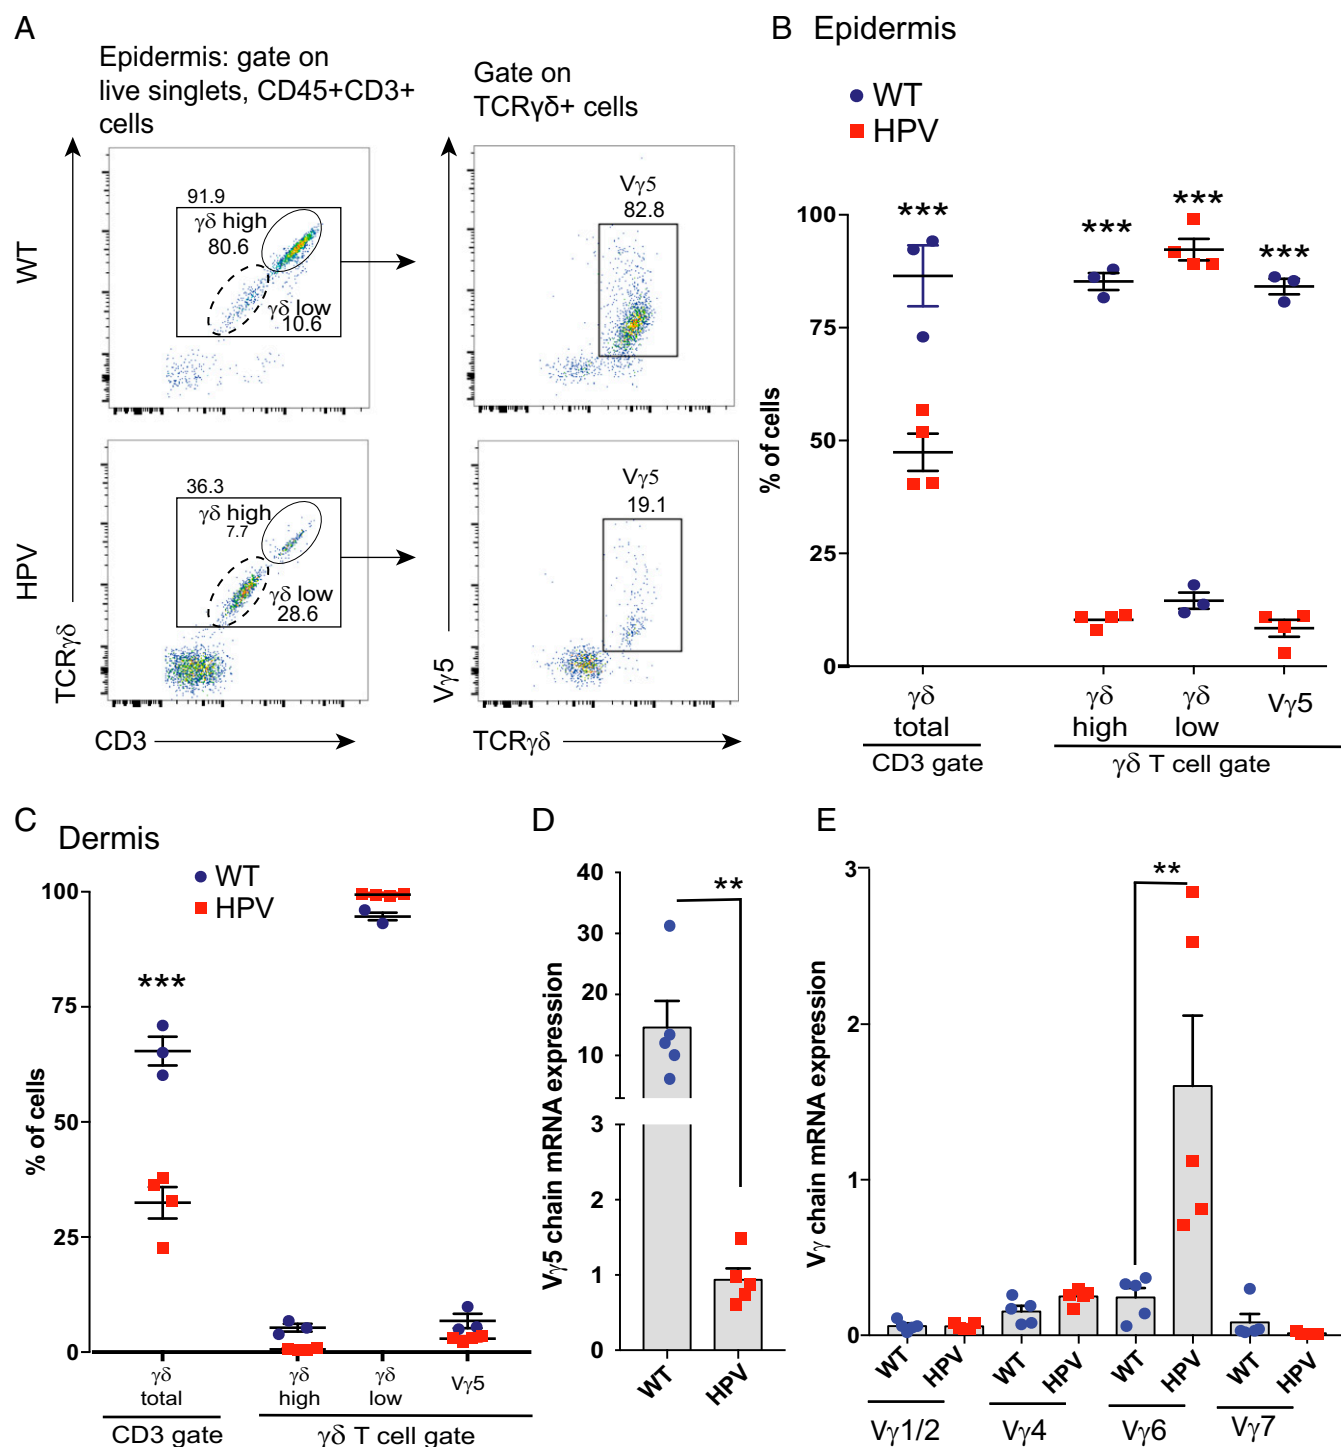 A
Epidermis: gate on
live singlets, CD45+CD3+
cells
Gate on
TCRγδ+ cells
WT
91.9
γδ high
80.6
γδ low
10.6
Vγ5
82.8
HPV
36.3
γδ high
7.7
γδ low
28.6
Vγ5
19.1
TCRγδ
CD3
Vγ5
TCRγδ
B Epidermis
WT
HPV
% of cells
100
75
50
25
0
***
***
***
***
γδ
total
γδ
high
γδ
low
Vγ5
CD3 gate
γδ T cell gate
C Dermis
WT
HPV
% of cells
100
75
50
25
0
***
γδ
total
γδ
high
γδ
low
Vγ5
CD3 gate
γδ T cell gate
D
Vγ5 chain mRNA expression
40
30
20
10
3
2
1
0
**
WT
HPV
E
Vγ chain mRNA expression
3
2
1
0
**
WT
HPV
WT
HPV
WT
HPV
WT
HPV
Vγ1/2
Vγ4
Vγ6
Vγ7